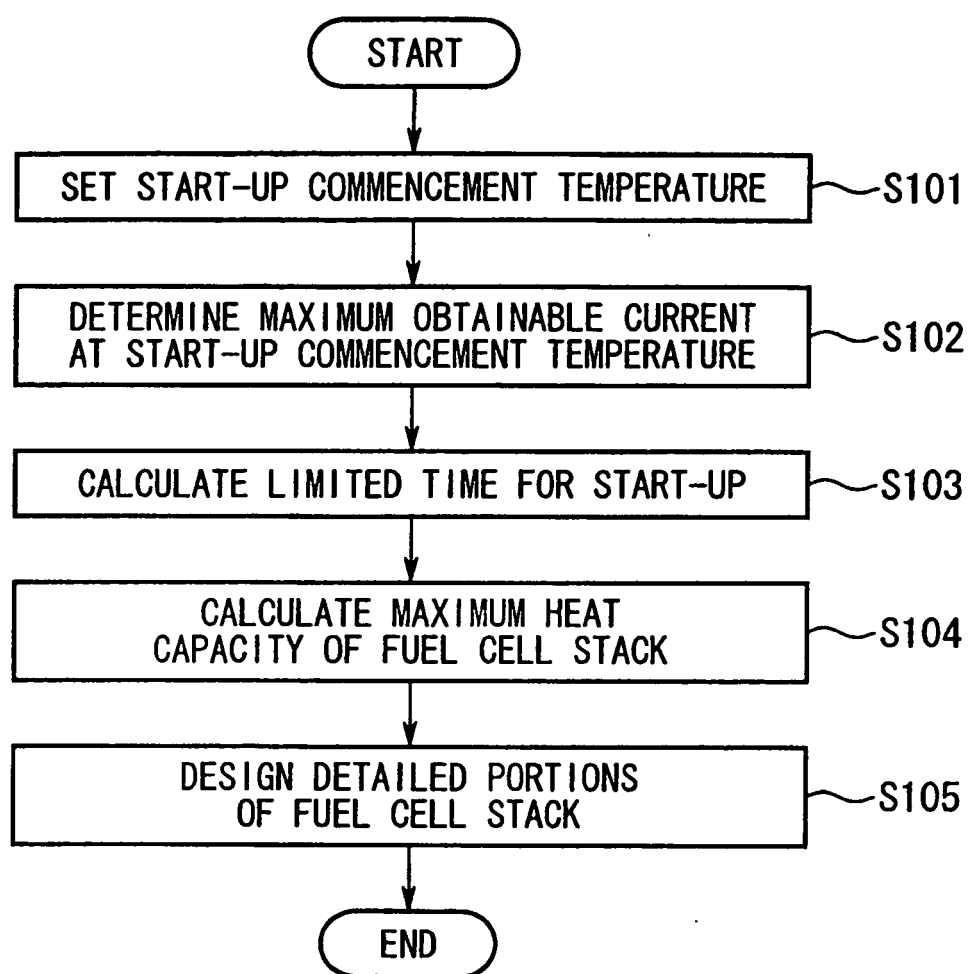 START
SET START-UP COMMENCEMENT TEMPERATURE
S101
DETERMINE MAXIMUM OBTAINABLE CURRENT
AT START-UP COMMENCEMENT TEMPERATURE
S102
CALCULATE LIMITED TIME FOR START-UP
S103
CALCULATE MAXIMUM HEAT
CAPACITY OF FUEL CELL STACK
S104
DESIGN DETAILED PORTIONS
OF FUEL CELL STACK
S105
END